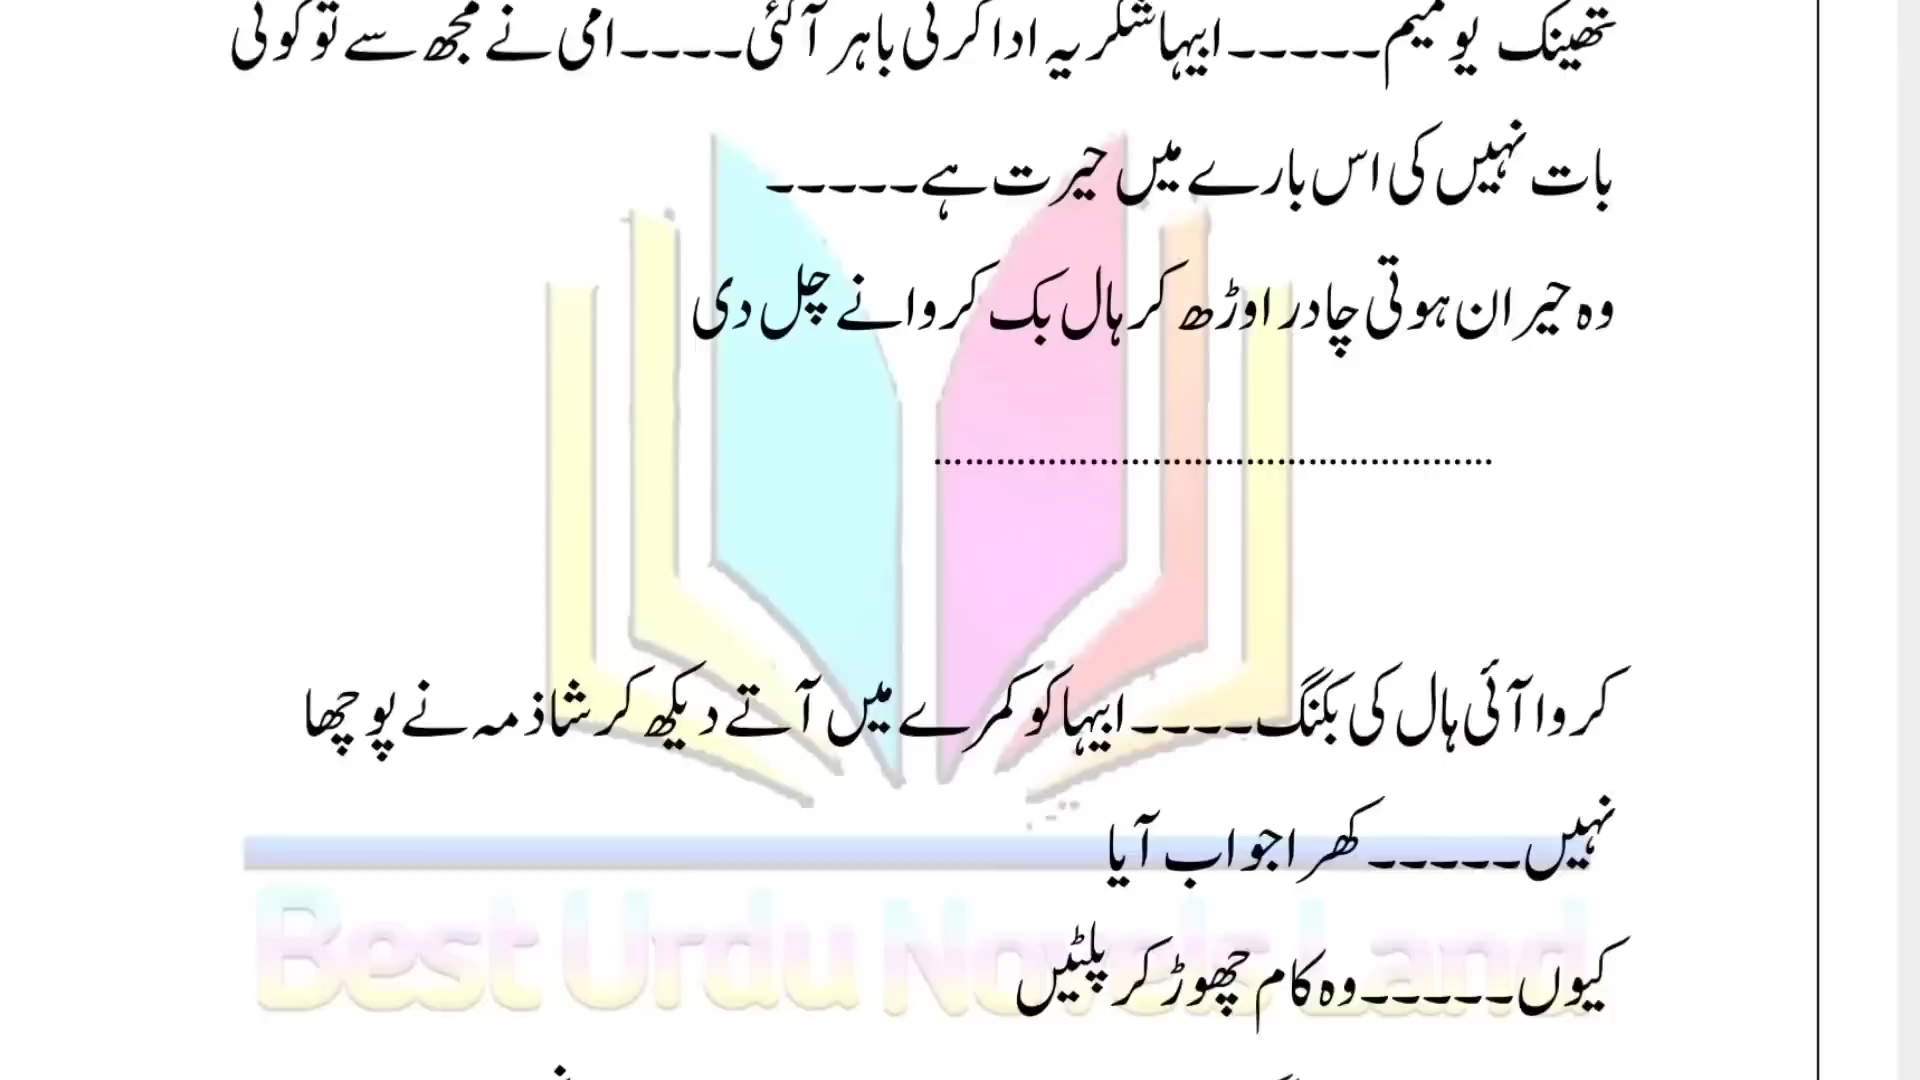 تھینک یو میم۔۔۔۔۔ابیہا شکریہ ادا کرتی باہر آ گئی۔۔۔۔امی نے مجھ سے تو کوئی
بات نہیں کی اس بارے میں حیرت ہے۔۔۔۔۔
وہ حیران ہوتی چادر اوڑھ کر ہال بک کروانے چل دی
......................................................
کروا آئی ہال کی بکنگ۔۔۔۔ابیہا کو کمرے میں آتے دیکھ کر شاذمہ نے پوچھا
نہیں۔۔۔۔۔کھرا جواب آیا
Best Urdu Novels Land
کیوں۔۔۔۔۔وہ کام چھوڑ کر پلٹیں